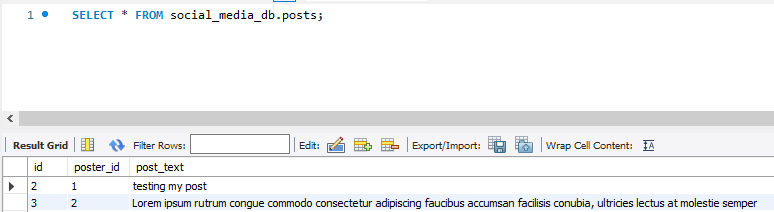 1 SELECT * FROM social_media_db.posts;
Result Grid Filter Rows: Edit: Export/Import: Wrap Cell Content: IA
id poster_id post_text
2 1 testing my post
3 2 Lorem ipsum rutrum congue commodo consectetur adipiscing faucibus accumsan facilisis conubia, ultricies lectus at molestie semper